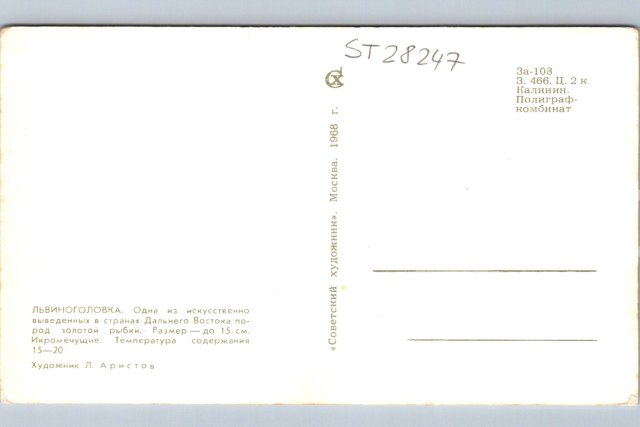 ST28247
За-108
З. 466. Ц. 2 к.
Калинин.
Полиграф-
комбинат
«Советский художник». Москва. 1968 г.
ЛЬВИНОГОЛОВКА. Одна из искусственно
выведенных в странах Дальнего Востока по-
род золотой рыбки. Размер — до 15 см.
Икромечущие. Температура содержания
15—20
Художник Л. Аристов